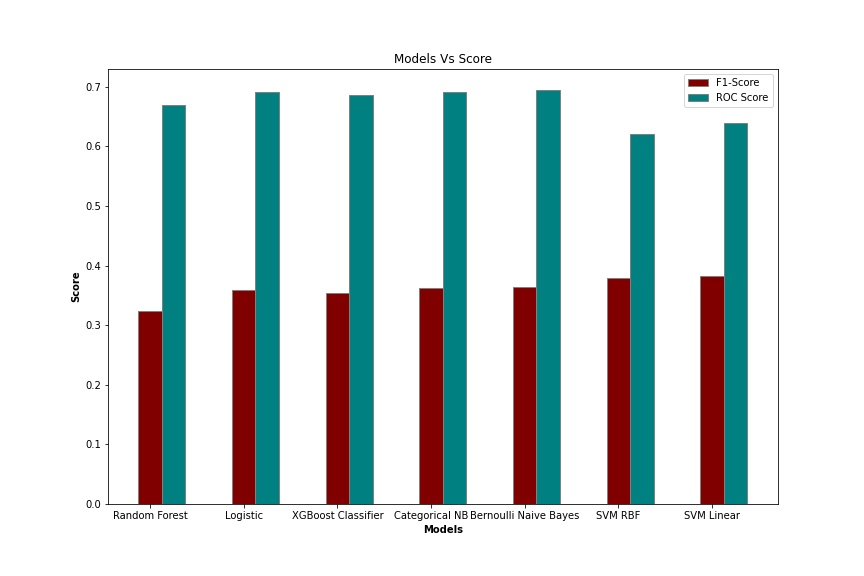 Models Vs Score
F1-Score
ROC Score
0.7
0.6
0.5
0.4
0.3
0.2
0.1
0.0
Score
Random Forest Logistic XGBoost Classifier Categorical NB Bernoulli Naive Bayes SVM RBF SVM Linear
Models